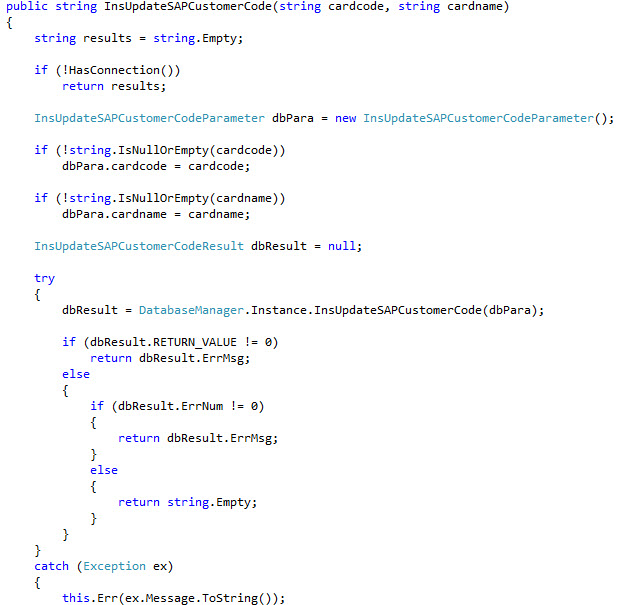 public string InsUpdateSAPCustomerCode(string cardcode, string cardname)
{
    string results = string.Empty;

    if (!HasConnection())
        return results;

    InsUpdateSAPCustomerCodeParameter dbPara = new InsUpdateSAPCustomerCodeParameter();

    if (!string.IsNullOrEmpty(cardcode))
        dbPara.cardcode = cardcode;

    if (!string.IsNullOrEmpty(cardname))
        dbPara.cardname = cardname;

    InsUpdateSAPCustomerCodeResult dbResult = null;

    try
    {
        dbResult = DatabaseManager.Instance.InsUpdateSAPCustomerCode(dbPara);

        if (dbResult.RETURN_VALUE != 0)
            return dbResult.ErrMsg;
        else
        {
            if (dbResult.ErrNum != 0)
            {
                return dbResult.ErrMsg;
            }
            else
            {
                return string.Empty;
            }
        }
    }
    catch (Exception ex)
    {
        this.Err(ex.Message.ToString());